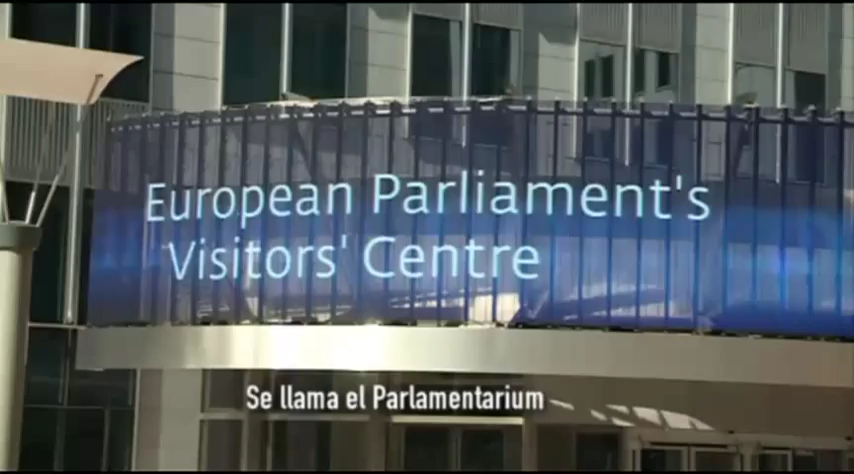 European Parliament's
Visitors' Centre
Se llama el Parlamentarium